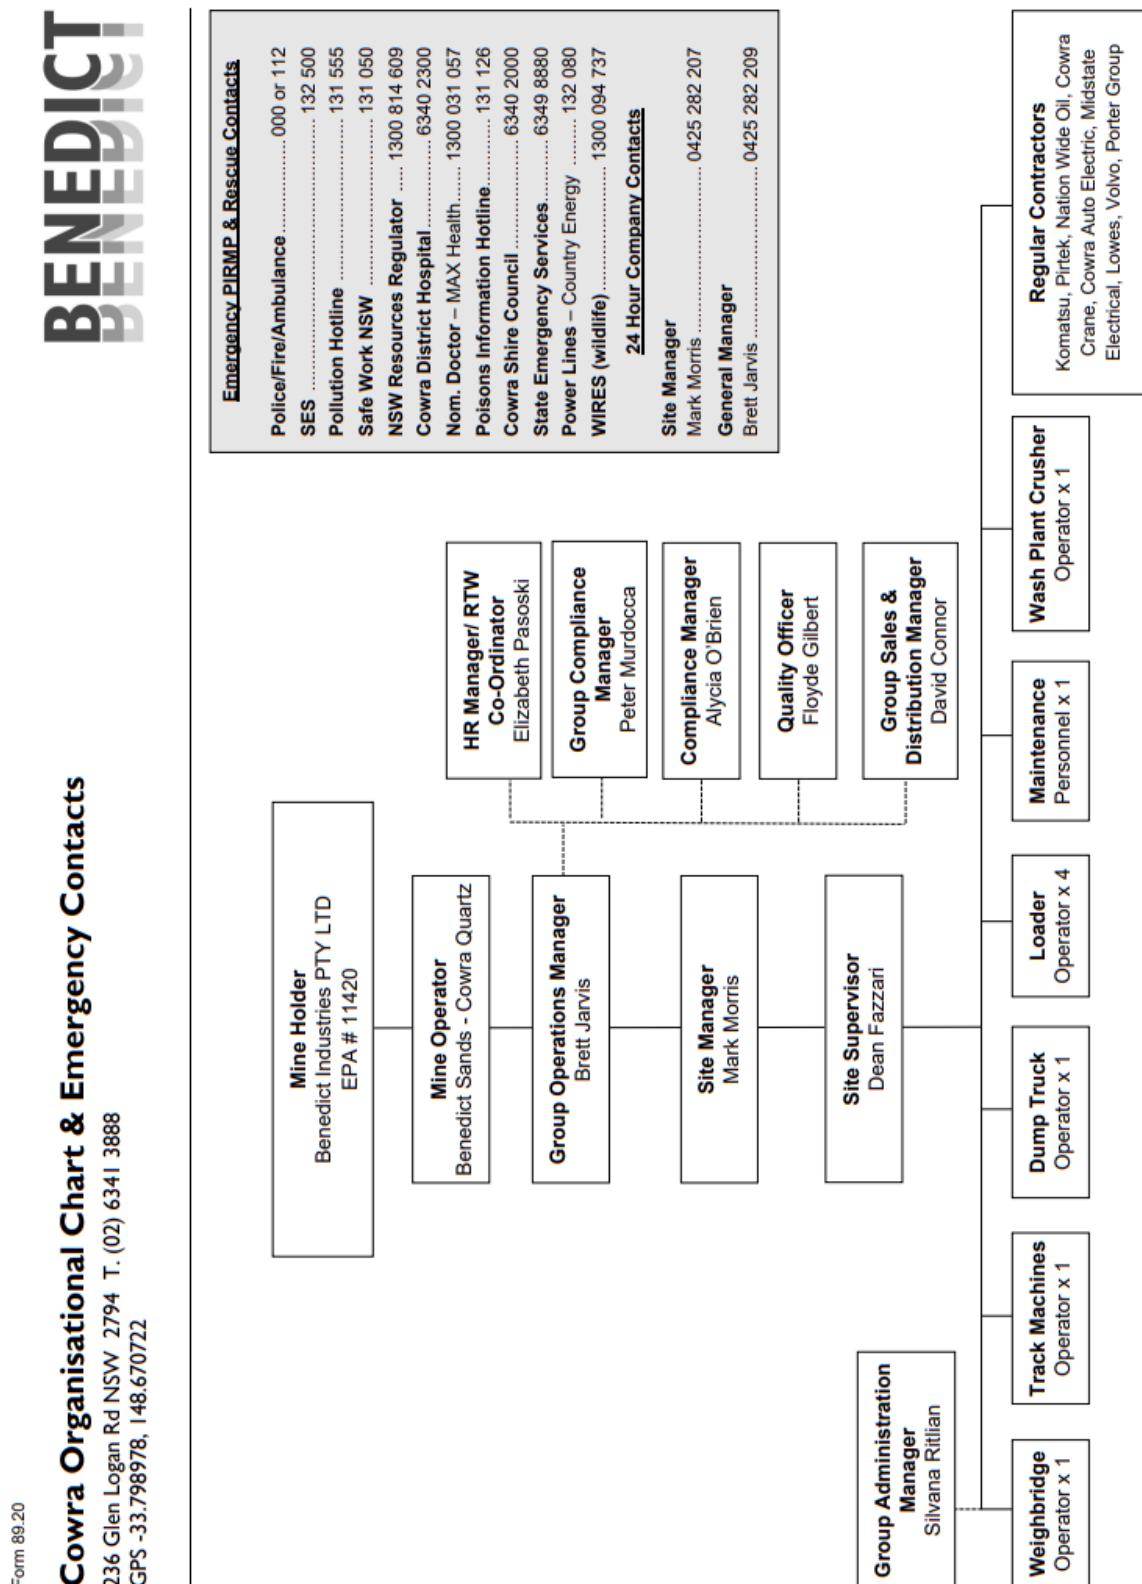 Form 89.20
Cowra Organisational Chart & Emergency Contacts
236 Glen Logan Rd NSW 2794 T. (02) 6341 3888
GPS -33.798978, 148.670722
BENEDICT
Emergency PIRMP & Rescue Contacts
Police/Fire/Ambulance..................000 or 112
SES .................................... 132 500
Pollution Hotline ........................ 131 555
Safe Work NSW ..................... 131 050
NSW Resources Regulator ..... 1300 814 609
Cowra District Hospital............... 6340 2300
Nom. Doctor – MAX Health....... 1300 031 057
Poisons Information Hotline........... 131 126
Cowra Shire Council.................. 6340 2000
State Emergency Services......... 6349 8880
Power Lines – Country Energy ...... 132 080
WIRES (wildlife)...................... 1300 094 737
24 Hour Company Contacts
Site Manager
Mark Morris............................... 0425 282 207
General Manager
Brett Jarvis............................... 0425 282 209
Mine Holder
Benedict Industries PTY LTD
EPA # 11420
Mine Operator
Benedict Sands - Cowra Quartz
Group Operations Manager
Brett Jarvis
HR Manager/ RTW
Co-Ordinator
Elizabeth Pasoski
Group Compliance
Manager
Peter Murdocca
Compliance Manager
Alycia O'Brien
Quality Officer
Floyde Gilbert
Group Sales &
Distribution Manager
David Connor
Site Manager
Mark Morris
Site Supervisor
Dean Fazzari
Group Administration
Manager
Silvana Ritlian
Weighbridge
Operator x 1
Track Machines
Operator x 1
Dump Truck
Operator x 1
Loader
Operator x 4
Maintenance
Personnel x 1
Wash Plant Crusher
Operator x 1
Regular Contractors
Komatsu, Pirtek, Nation Wide Oil, Cowra
Crane, Cowra Auto Electric, Midstate
Electrical, Lowes, Volvo, Porter Group